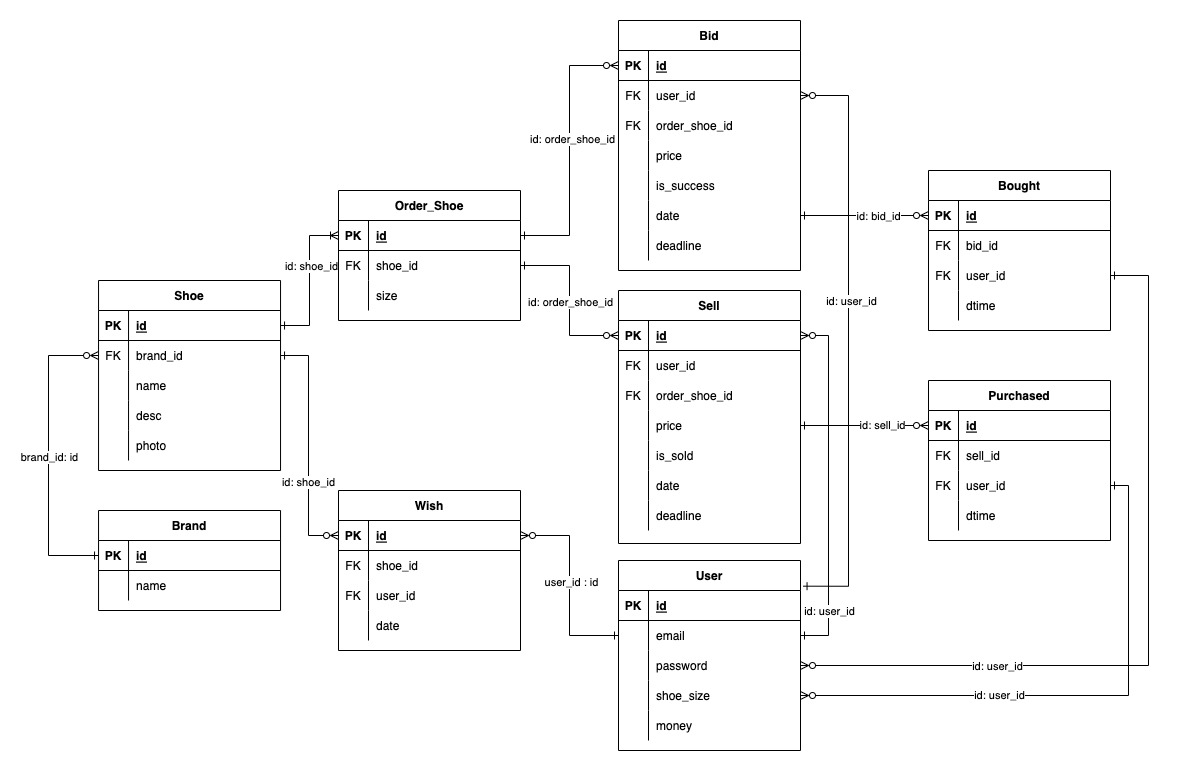 Bid
PK id
FK user_id
FK order_shoe_id
price
is_success
date
deadline
id: order_shoe_id
Order_Shoe
PK id
FK shoe_id
size
id: shoe_id
id: order_shoe_id
Bought
PK id
FK bid_id
FK user_id
dtime
id: bid_id
id: user_id
Shoe
PK id
FK brand_id
name
desc
photo
brand_id: id
id: shoe_id
Sell
PK id
FK user_id
FK order_shoe_id
price
is_sold
date
deadline
id: sell_id
Purchased
PK id
FK sell_id
FK user_id
dtime
Brand
PK id
name
Wish
PK id
FK shoe_id
FK user_id
date
user_id : id
User
PK id
email
password
shoe_size
money
id: user_id
id: user_id
id: user_id